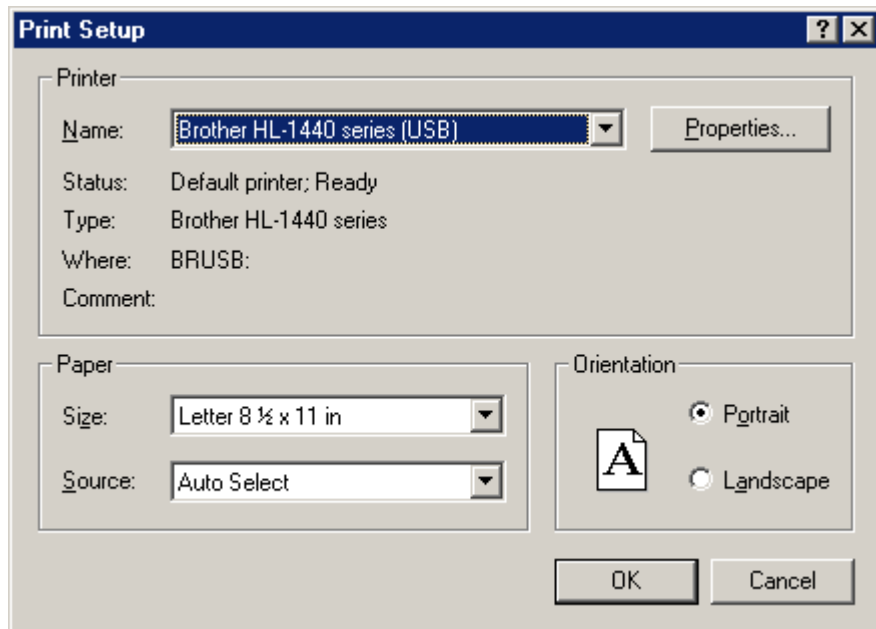 Print Setup
Printer
Name: Brother HL-1440 series (USB) Properties...
Status: Default printer; Ready
Type: Brother HL-1440 series
Where: BRUSB:
Comment:
Paper
Size: Letter 8 ½ x 11 in
Source: Auto Select
Orientation
A
Portrait
Landscape
OK Cancel